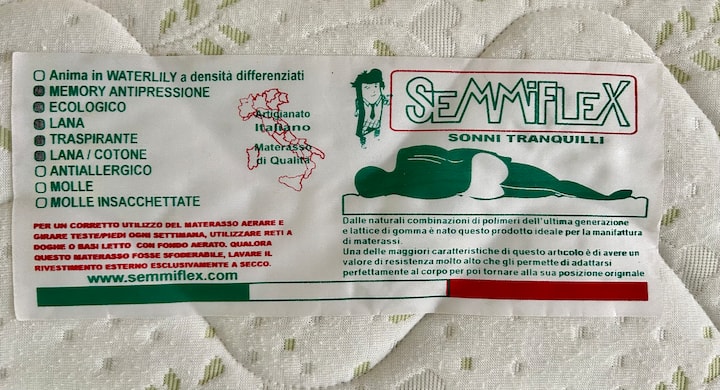 Anima in WATERLILY a densità differenziati
MEMORY ANTIPRESSIONE
ECOLOGICO
LANA
TRASPIRANTE
LANA / COTONE
ANTIALLERGICO
MOLLE
MOLLE INSACCHETTATE
Artigianato
Italiano
Materasso
di Qualità
PER UN CORRETTO UTILIZZO DEL MATERASSO AERARE E
GIRARE TESTE/PIEDI OGNI SETTIMANA, UTILIZZARE RETI A
DOGHE O BASI LETTO CON FONDO AERATO. QUALORA
QUESTO MATERASSO FOSSE SFODERABILE, LAVARE IL
RIVESTIMENTO ESTERNO ESCLUSIVAMENTE A SECCO.
www.semmiflex.com
SEMMiFLEX
SONNI TRANQUILLI
Dalle naturali combinazioni di polimeri dell'ultima generazione
e lattice di gomma è nato questo prodotto ideale per la manifattura
di materassi.
Una delle maggiori caratteristiche di questo articolo è di avere un
valore di resistenza molto alto che gli permette di adattarsi
perfettamente al corpo per poi tornare alla sua posizione originale